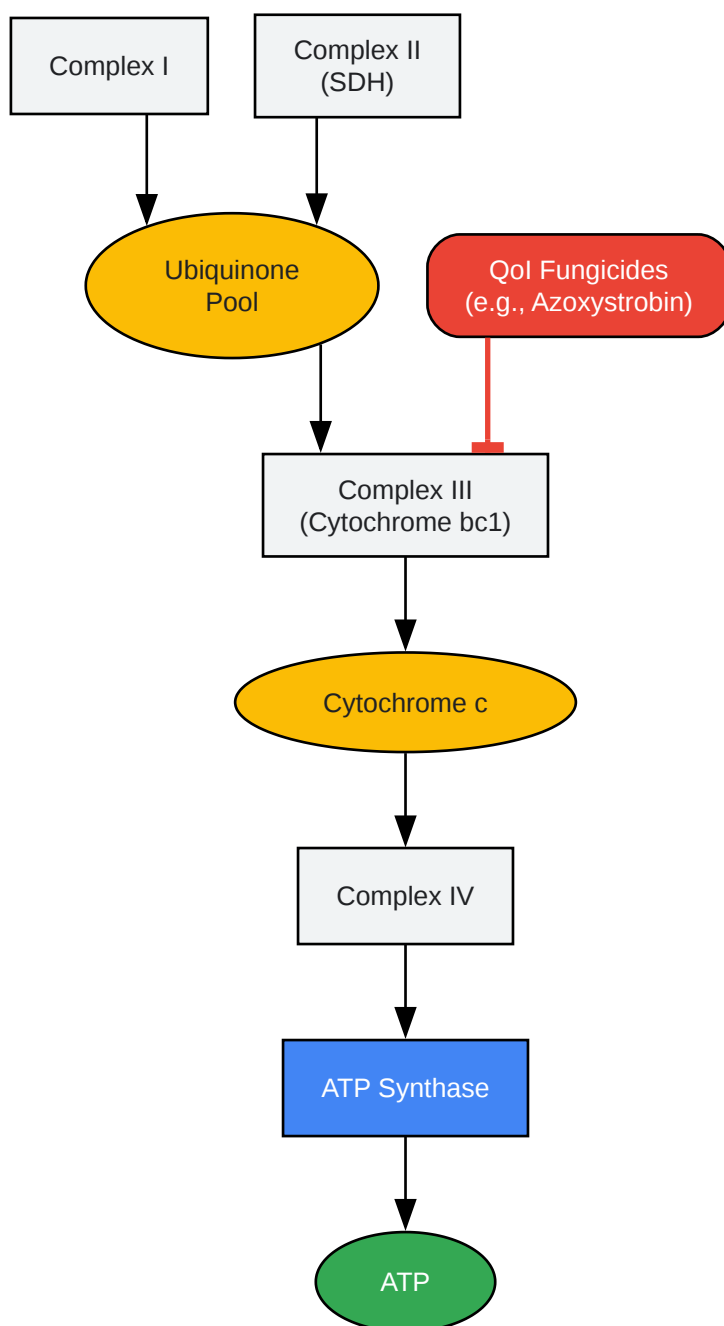 Complex I
Complex II
(SDH)
Ubiquinone
Pool
QoI Fungicides
(e.g., Azoxystrobin)
Complex III
(Cytochrome bc1)
Cytochrome c
Complex IV
ATP Synthase
ATP